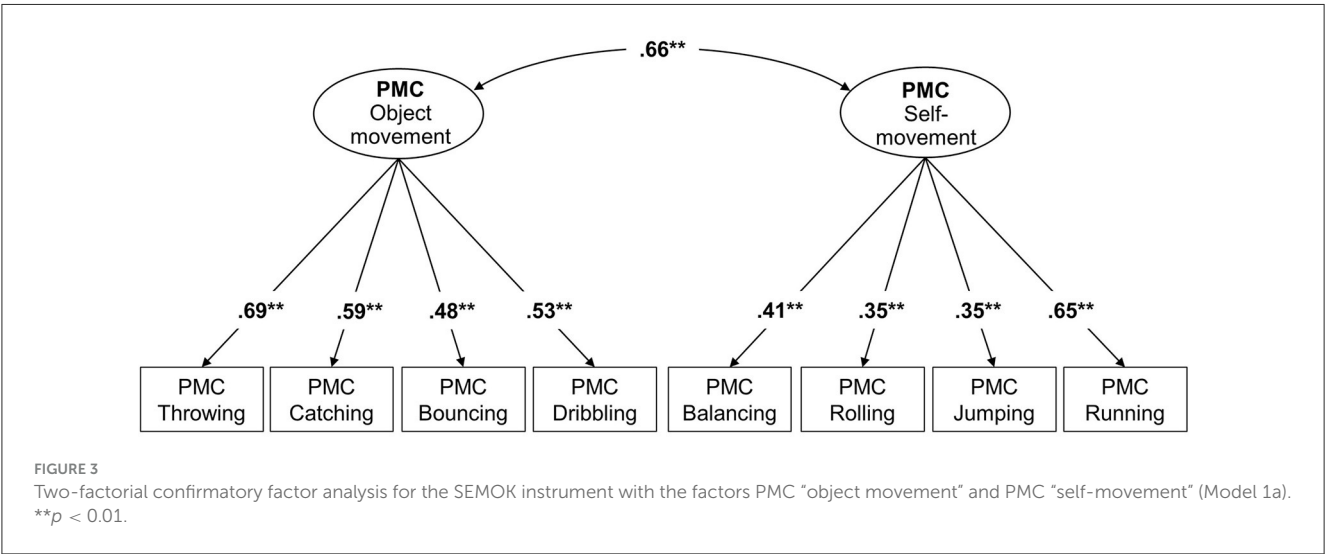 .66**
PMC
Object
movement
PMC
Self-
movement
.69** .59** .48** .53** .41** .35** .35** .65**
PMC
Throwing
PMC
Catching
PMC
Bouncing
PMC
Dribbling
PMC
Balancing
PMC
Rolling
PMC
Jumping
PMC
Running
FIGURE 3
Two-factorial confirmatory factor analysis for the SEMOK instrument with the factors PMC “object movement” and PMC “self-movement” (Model 1a).
**p < 0.01.